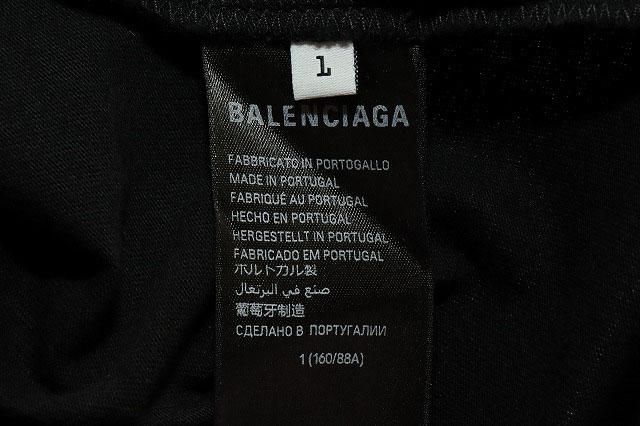 1
BALENCIAGA
FABBRICATO IN PORTOGALLO
MADE IN PORTUGAL
FABRIQUÉ AU PORTUGAL
HECHO EN PORTUGAL
HERGESTELLT IN PORTUGAL
FABRICADO EM PORTUGAL
ポルトガル製
صنع في البرتغال
葡萄牙制造
СДЕЛАНО В ПОРТУГАЛИИ
1 (160/88A)